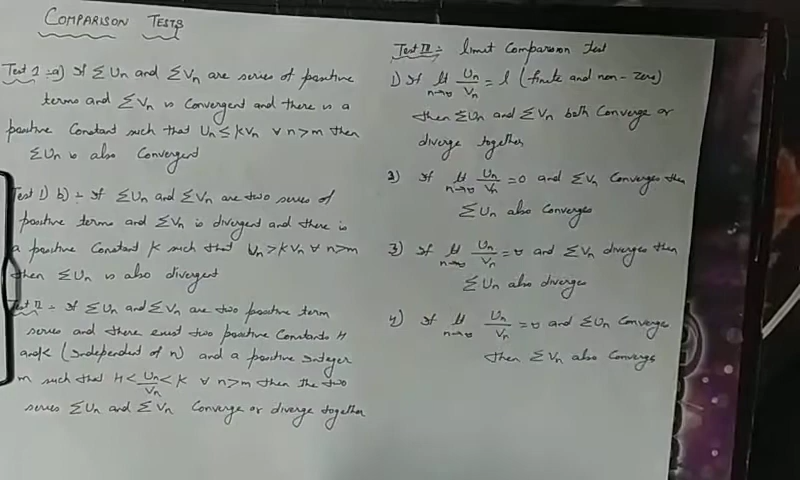 COMPARISON TESTS
Test 1 :- a) If ΣUn and ΣVn are series of positive
terms and ΣVn is Convergent and there is a
positive Constant such that Un ≤ KVn ∀ n>m then
ΣUn is also Convergent
Test 1) b) :- If ΣUn and ΣVn are two series of
positive terms and ΣVn is divergent and there is
a positive Constant K such that Un > KVn ∀ n>m
then ΣUn is also divergent
Test II :- If ΣUn and ΣVn are two positive term
series and there exist two positive Constants H
and K (Independent of n) and a positive Integer
m such that H < Un/Vn < K ∀ n>m then the two
series ΣUn and ΣVn Converge or diverge together
Test III :- limit Comparison test
1) If lt n→∞ Un/Vn = l (finite and non-zero)
then ΣUn and ΣVn both Converge or
diverge together
2) If lt n→∞ Un/Vn = 0 and ΣVn Converges then
ΣUn also Converges
3) If lt n→∞ Un/Vn = ∞ and ΣVn diverges then
ΣUn also diverges
4) If lt n→∞ Un/Vn = ∞ and ΣUn Converge
then ΣVn also Converges